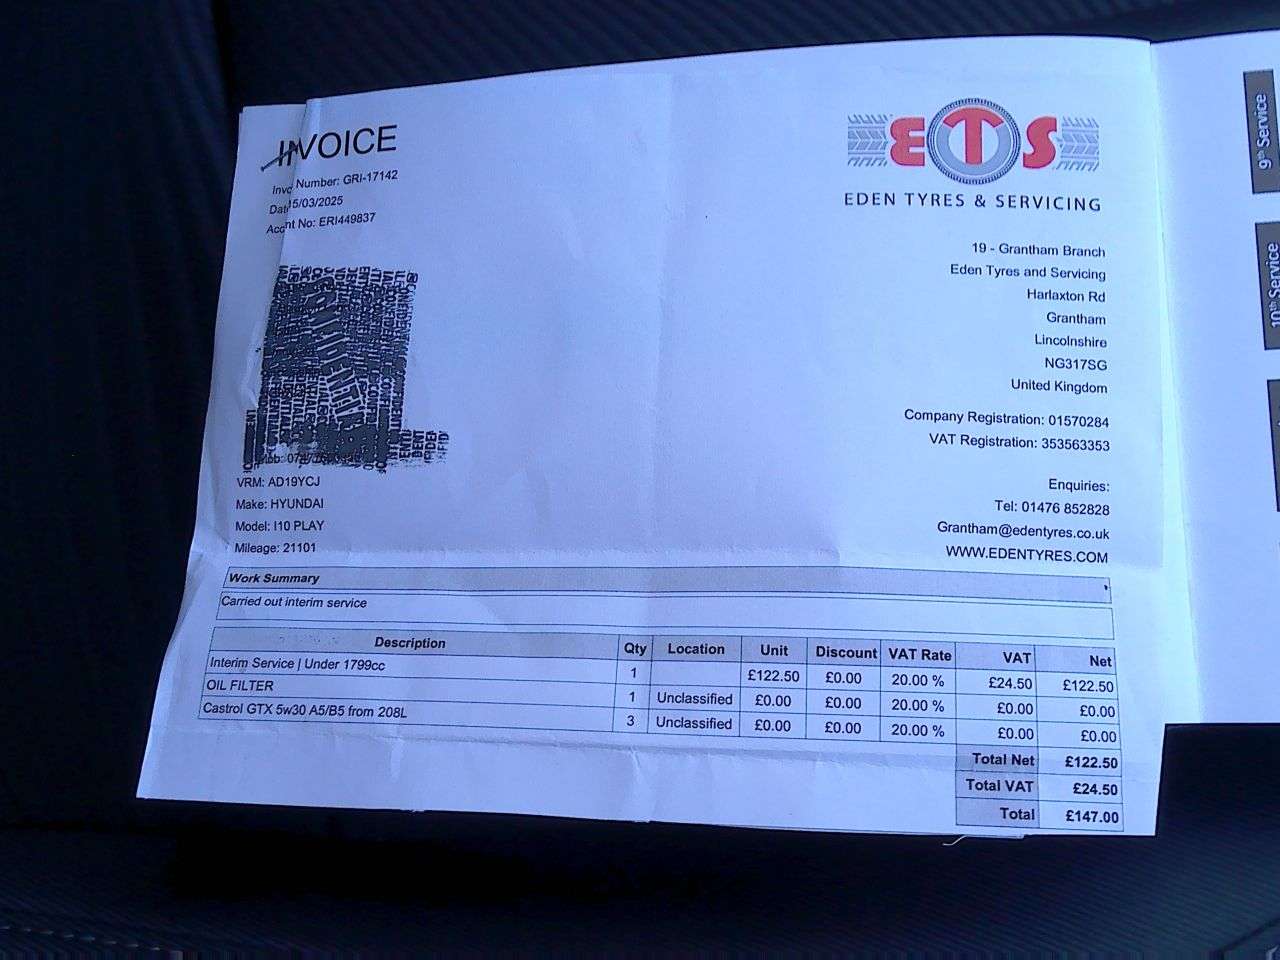 INVOICE
Invo Number: GRI-17142
Dat 15/03/2025
Acc nt No: ERI449837
VRM: AD19YCJ
Make: HYUNDAI
Model: I10 PLAY
Mileage: 21101
ETS
EDEN TYRES & SERVICING
19 - Grantham Branch
Eden Tyres and Servicing
Harlaxton Rd
Grantham
Lincolnshire
NG317SG
United Kingdom
Company Registration: 01570284
VAT Registration: 353563353
Enquiries:
Tel: 01476 852828
Grantham@edentyres.co.uk
WWW.EDENTYRES.COM
Work Summary
Carried out interim service
Description Qty Location Unit Discount VAT Rate VAT Net
Interim Service | Under 1799cc 1 £122.50 £0.00 20.00 % £24.50 £122.50
OIL FILTER 1 Unclassified £0.00 £0.00 20.00 % £0.00 £0.00
Castrol GTX 5w30 A5/B5 from 208L 3 Unclassified £0.00 £0.00 20.00 % £0.00 £0.00
Total Net £122.50
Total VAT £24.50
Total £147.00
9th Service
10th Service